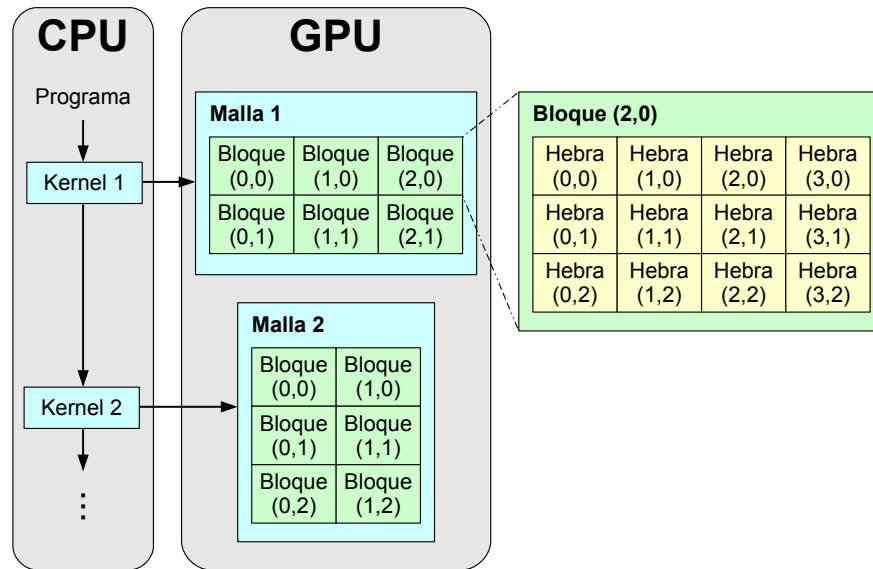 CPU
GPU
Programa
Kernel 1
Kernel 2
⋮
Malla 1
Bloque Bloque Bloque
(0,0) (1,0) (2,0)
Bloque Bloque Bloque
(0,1) (1,1) (2,1)
Malla 2
Bloque Bloque
(0,0) (1,0)
Bloque Bloque
(0,1) (1,1)
Bloque Bloque
(0,2) (1,2)
Bloque (2,0)
Hebra Hebra Hebra Hebra
(0,0) (1,0) (2,0) (3,0)
Hebra Hebra Hebra Hebra
(0,1) (1,1) (2,1) (3,1)
Hebra Hebra Hebra Hebra
(0,2) (1,2) (2,2) (3,2)